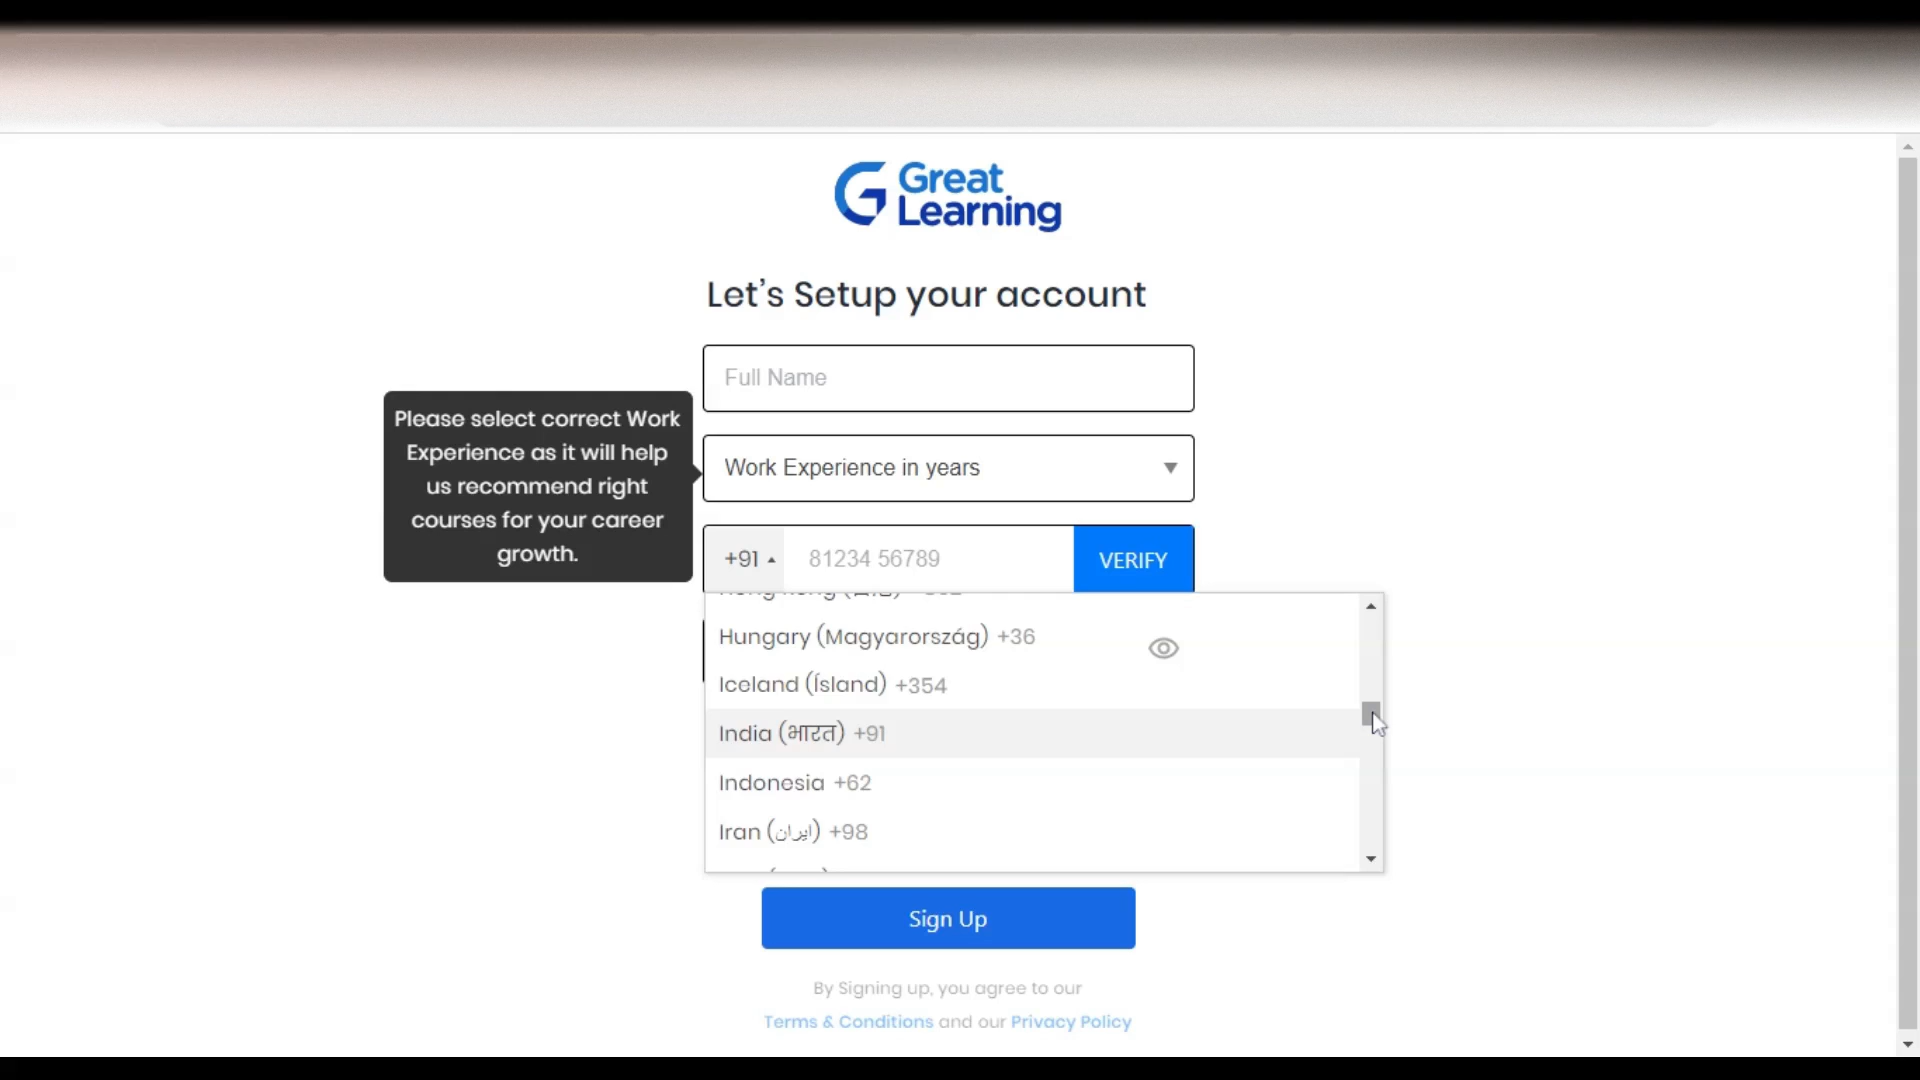 Great
Learning
Let's Setup your account
Full Name
Please select correct Work
Experience as it will help
us recommend right
courses for your career
growth.
Work Experience in years
+91 81234 56789 VERIFY
Hungary (Magyarország) +36
Iceland (Ísland) +354
India (भारत) +91
Indonesia +62
Iran (ایران) +98
Sign Up
By Signing up, you agree to our
Terms & Conditions and our Privacy Policy